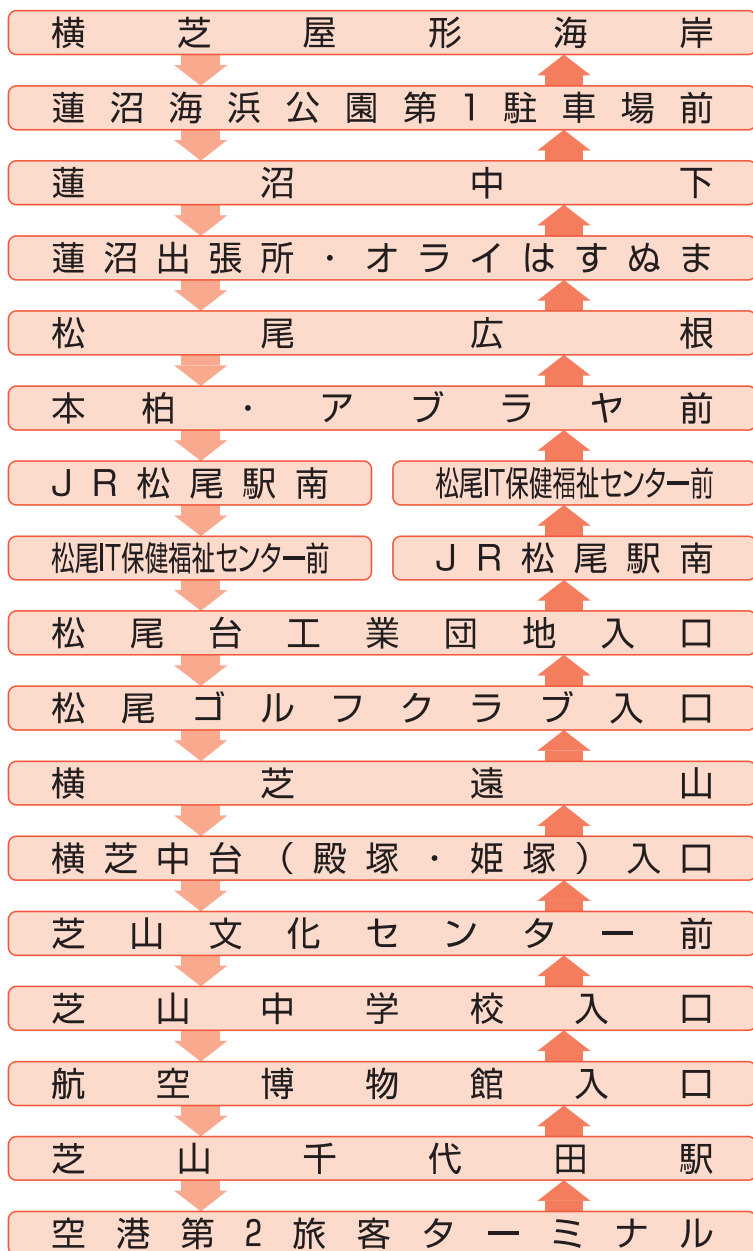 横芝屋形海岸
蓮沼海浜公園第1駐車場前
蓮沼中下
蓮沼出張所・オライはすぬま
松尾広根
本柏・アブラヤ前
JR松尾駅南
松尾IT保健福祉センター前
松尾IT保健福祉センター前
JR松尾駅南
松尾台工業団地入口
松尾ゴルフクラブ入口
横芝遠山
横芝中台(殿塚・姫塚)入口
芝山文化センター前
芝山中学校入口
航空博物館入口
芝山千代田駅
空港第2旅客ターミナル